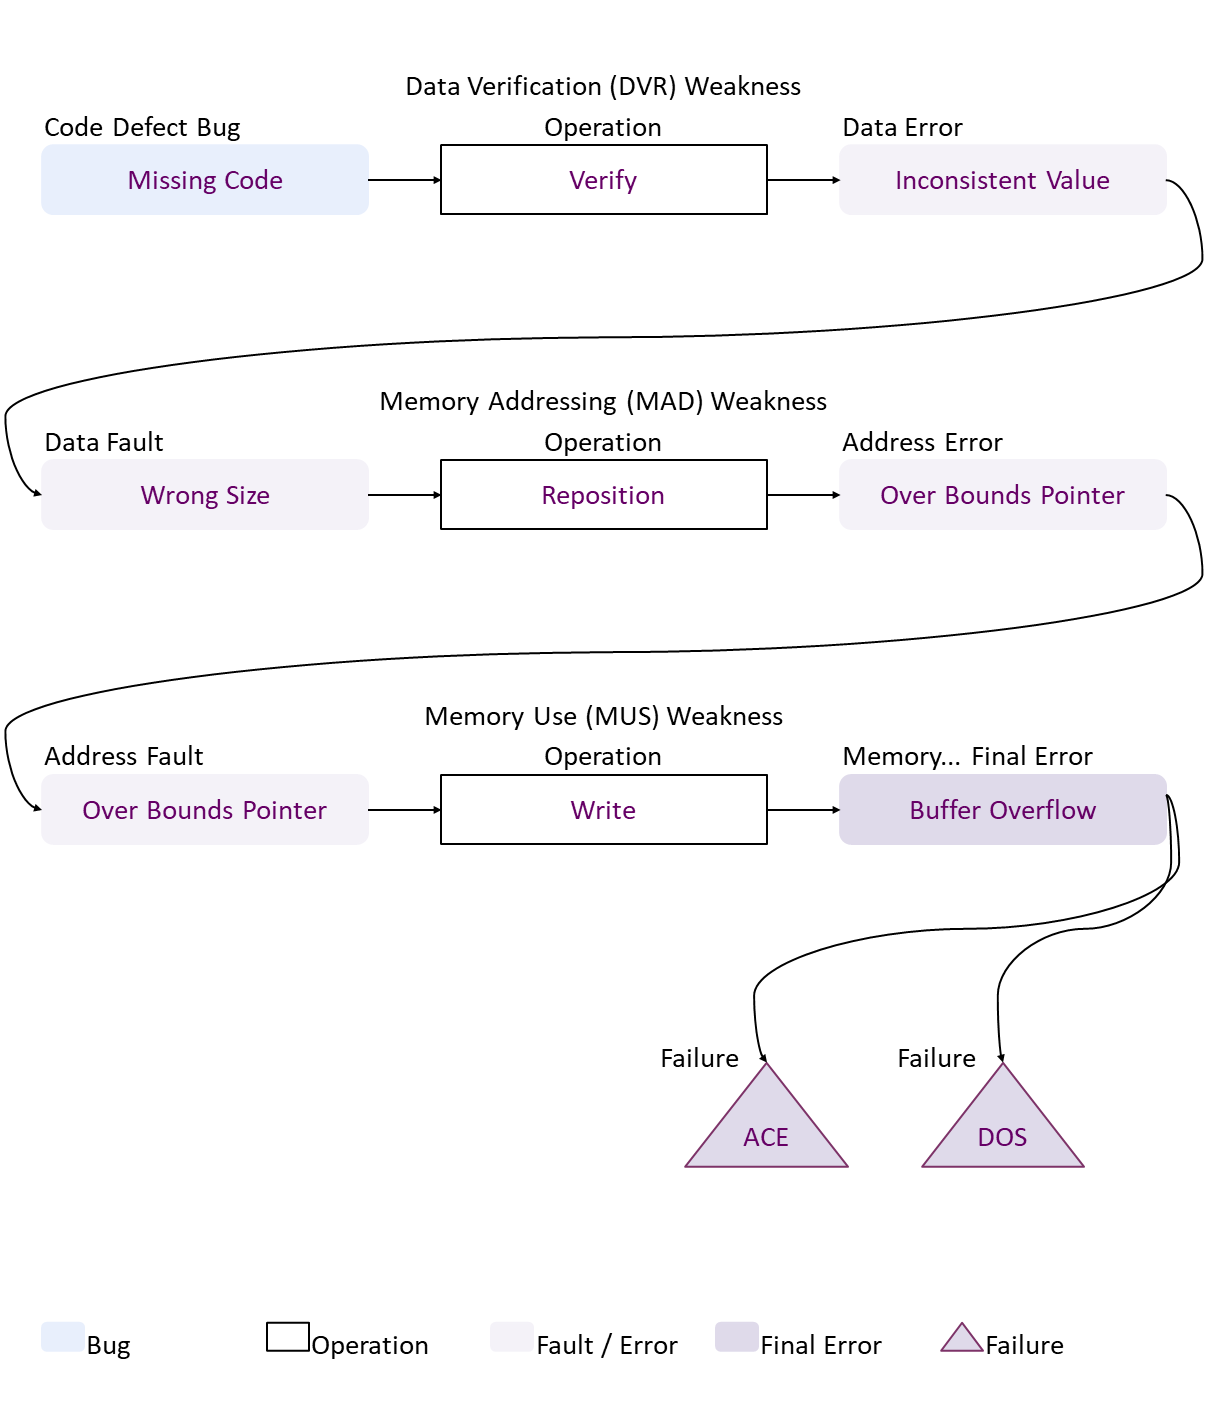 Data Verification (DVR) Weakness
Code Defect Bug Operation Data Error
Missing Code Verify Inconsistent Value
Memory Addressing (MAD) Weakness
Data Fault Operation Address Error
Wrong Size Reposition Over Bounds Pointer
Memory Use (MUS) Weakness
Address Fault Operation Memory... Final Error
Over Bounds Pointer Write Buffer Overflow
Failure Failure
ACE DOS
Bug Operation Fault / Error Final Error Failure